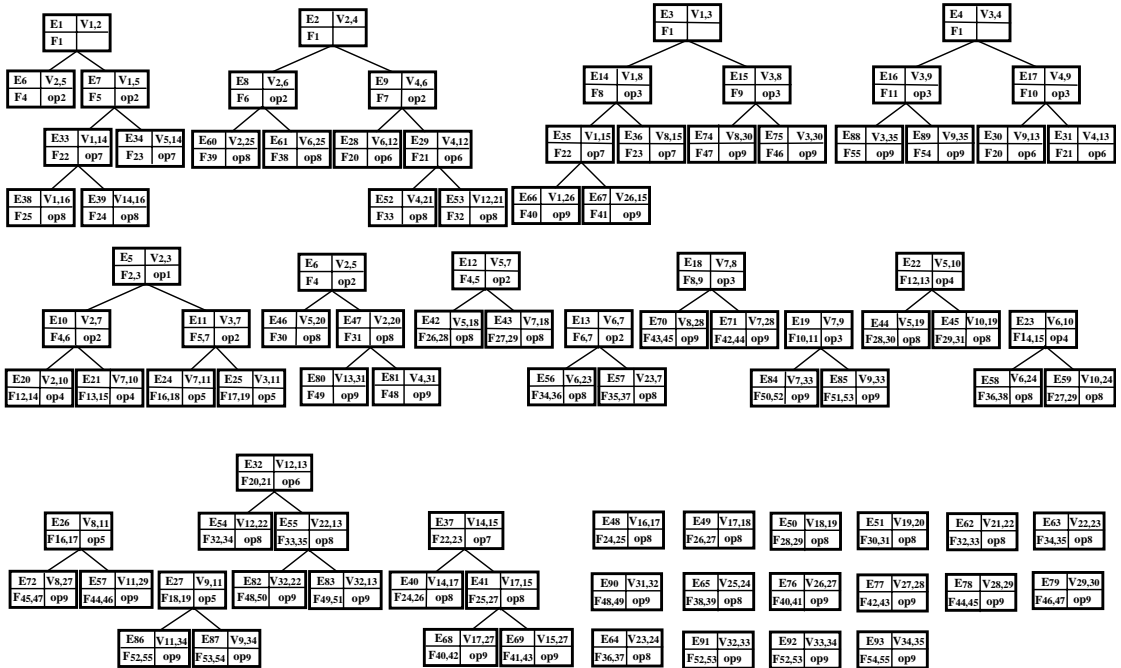 E1 V1,2 E2 V2,4 E3 V1,3 E4 V3,4
F1 F1 F1 F1
E6 V2,5 E7 V1,5 E8 V2,6 E9 V4,6 E14 V1,8 E15 V3,8 E16 V3,9 E17 V4,9
F4 op2 F5 op2 F6 op2 F7 op2 F8 op3 F9 op3 F11 op3 F10 op3
E33 V1,14 E34 V5,14 E60 V2,25 E61 V6,25 E28 V6,12 E29 V4,12 E35 V1,15 E36 V8,15 E74 V8,30 E75 V3,30 E88 V3,35 E89 V9,35 E30 V9,13 E31 V4,13
F22 op7 F23 op7 F39 op8 F38 op8 F20 op6 F21 op6 F22 op7 F23 op7 F47 op9 F46 op9 F55 op9 F54 op9 F20 op6 F21 op6
E38 V1,16 E39 V14,16 E52 V4,21 E53 V12,21 E66 V1,26 E67 V26,15
F25 op8 F24 op8 F33 op8 F32 op8 F40 op9 F41 op9
E5 V2,3 E6 V2,5 E12 V5,7 E18 V7,8 E22 V5,10
F2,3 op1 F4 op2 F4,5 op2 F8,9 op3 F12,13 op4
E10 V2,7 E11 V3,7 E46 V5,20 E47 V2,20 E42 V5,18 E43 V7,18 E13 V6,7 E70 V8,28 E71 V7,28 E19 V7,9 E44 V5,19 E45 V10,19 E23 V6,10
F4,6 op2 F5,7 op2 F30 op8 F31 op8 F26,28 op8 F27,29 op8 F6,7 op2 F43,45 op9 F42,44 op9 F10,11 op3 F28,30 op8 F29,31 op8 F14,15 op4
E20 V2,10 E21 V7,10 E24 V7,11 E25 V3,11 E80 V13,31 E81 V4,31 E56 V6,23 E57 V23,7 E84 V7,33 E85 V9,33 E58 V6,24 E59 V10,24
F12,14 op4 F13,15 op4 F16,18 op5 F17,19 op5 F49 op9 F48 op9 F34,36 op8 F35,37 op8 F50,52 op9 F51,53 op9 F36,38 op8 F27,29 op8
E32 V12,13
F20,21 op6
E26 V8,11 E54 V12,22 E55 V22,13 E37 V14,15 E48 V16,17 E49 V17,18 E50 V18,19 E51 V19,20 E62 V21,22 E63 V22,23
F16,17 op5 F32,34 op8 F33,35 op8 F22,23 op7 F24,25 op8 F26,27 op8 F28,29 op8 F30,31 op8 F32,33 op8 F34,35 op8
E72 V8,27 E57 V11,29 E27 V9,11 E82 V32,22 E83 V32,13 E40 V14,17 E41 V17,15 E90 V31,32 E65 V25,24 E76 V26,27 E77 V27,28 E78 V28,29 E79 V29,30
F45,47 op9 F44,46 op9 F18,19 op5 F48,50 op9 F49,51 op9 F24,26 op8 F25,27 op8 F48,49 op9 F38,39 op8 F40,41 op9 F42,43 op9 F44,45 op9 F46,47 op9
E86 V11,34 E87 V9,34 E68 V17,27 E69 V15,27 E64 V23,24 E91 V32,33 E92 V33,34 E93 V34,35
F52,55 op9 F53,54 op9 F40,42 op9 F41,43 op9 F36,37 op8 F52,53 op9 F52,53 op9 F54,55 op9